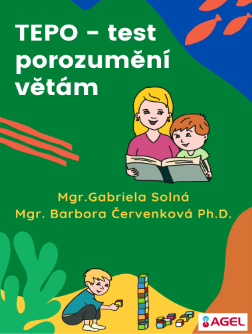 TEPO - test
porozumění
větám
Mgr.Gabriela Solná
Mgr. Barbora Červenková Ph.D.
AGEL